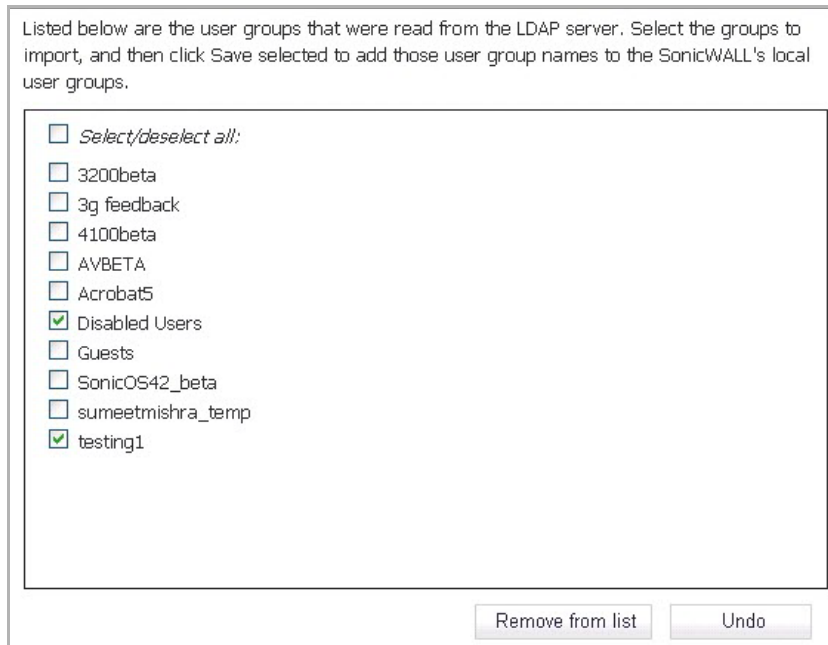 Listed below are the user groups that were read from the LDAP server. Select the groups to
import, and then click Save selected to add those user group names to the SonicWALL's local
user groups.
Select/deselect all:
3200beta
3g feedback
4100beta
AVBETA
Acrobat5
Disabled Users
Guests
SonicOS42_beta
sumeetmishra_temp
testing1
Remove from list Undo